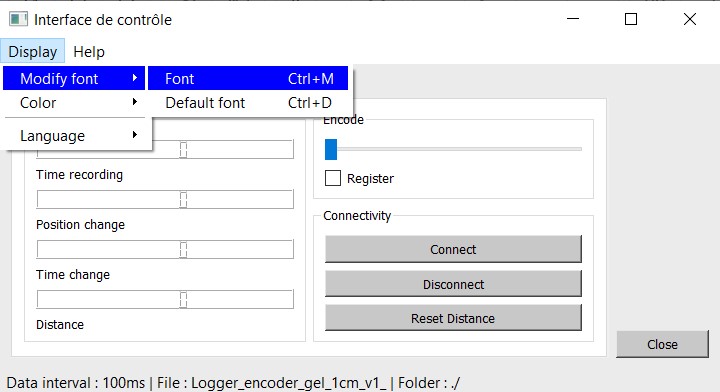 Interface de contrôle
Display Help
Modify font
Font Ctrl+M
Color
Default font Ctrl+D
Language
Time recording
Position change
Time change
Distance
Encode
Register
Connectivity
Connect
Disconnect
Reset Distance
Close
Data interval : 100ms | File : Logger_encoder_gel_1cm_v1_ | Folder : ./